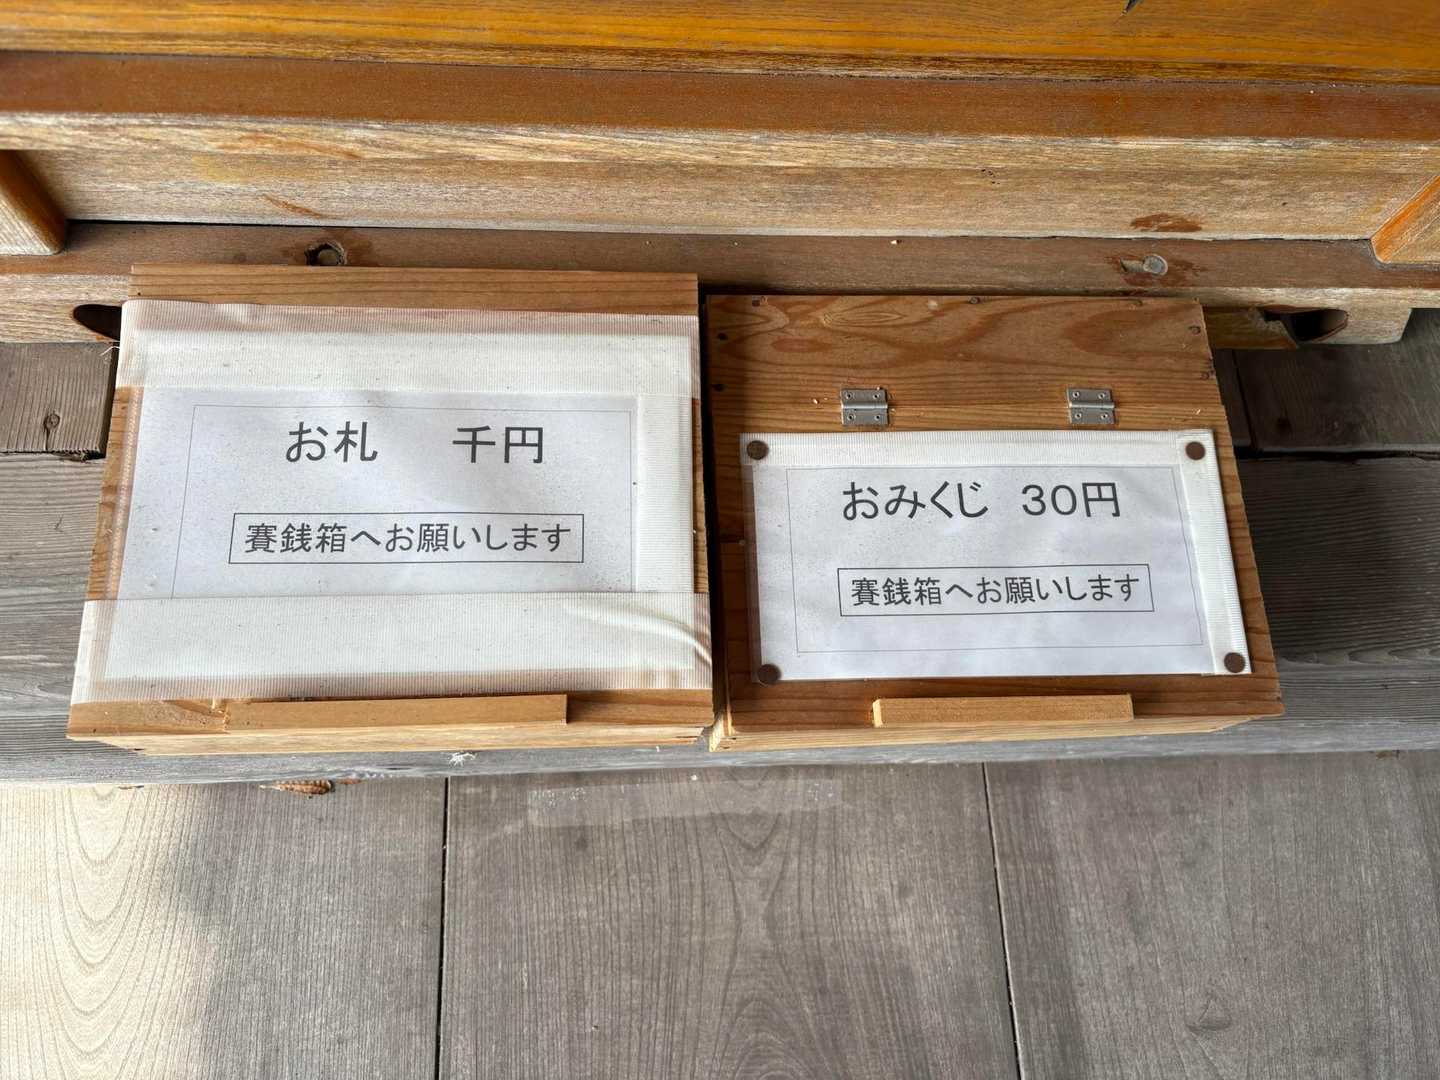 お札　千円
賽銭箱へお願いします
おみくじ　３０円
賽銭箱へお願いします